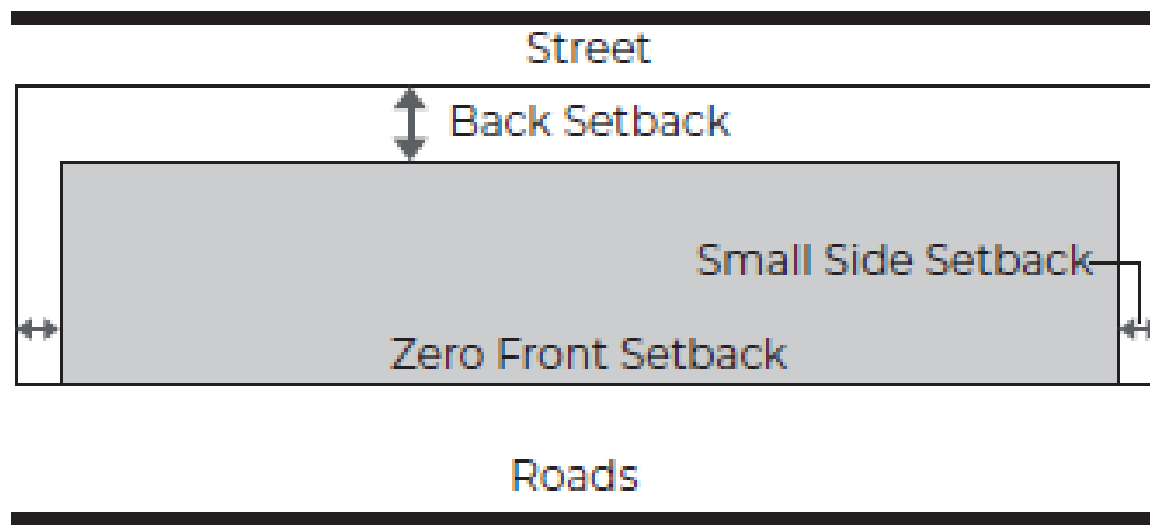 Street
Back Setback
Small Side Setback
Zero Front Setback
Roads